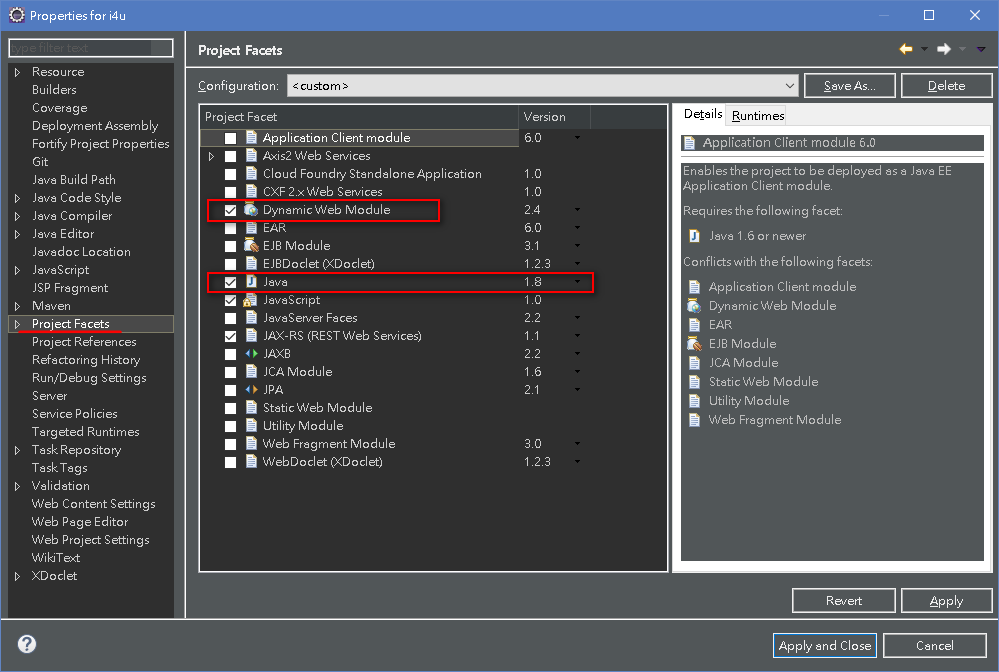 Properties for i4u
type filter text
Resource
Builders
Coverage
Deployment Assembly
Fortify Project Properties
Git
Java Build Path
Java Code Style
Java Compiler
Java Editor
Javadoc Location
JavaScript
JSP Fragment
Maven
Project Facets
Project References
Refactoring History
Run/Debug Settings
Server
Service Policies
Targeted Runtimes
Task Repository
Task Tags
Validation
Web Content Settings
Web Page Editor
Web Project Settings
WikiText
XDoclet
Project Facets
Configuration: <custom> Save As... Delete
Project Facet Version
Application Client module 6.0
Axis2 Web Services
Cloud Foundry Standalone Application 1.0
CXF 2.x Web Services 1.0
Dynamic Web Module 2.4
EAR 6.0
EJB Module 3.1
EJBDoclet (XDoclet) 1.2.3
Java 1.8
JavaScript 1.0
JavaServer Faces 2.2
JAX-RS (REST Web Services) 1.1
JAXB 2.2
JCA Module 1.6
JPA 2.1
Static Web Module
Utility Module
Web Fragment Module 3.0
WebDoclet (XDoclet) 1.2.3
Details Runtimes
Application Client module 6.0
Enables the project to be deployed as a Java EE
Application Client module.
Requires the following facet:
Java 1.6 or newer
Conflicts with the following facets:
Application Client module
Dynamic Web Module
EAR
EJB Module
JCA Module
Static Web Module
Utility Module
Web Fragment Module
Revert Apply
? Apply and Close Cancel